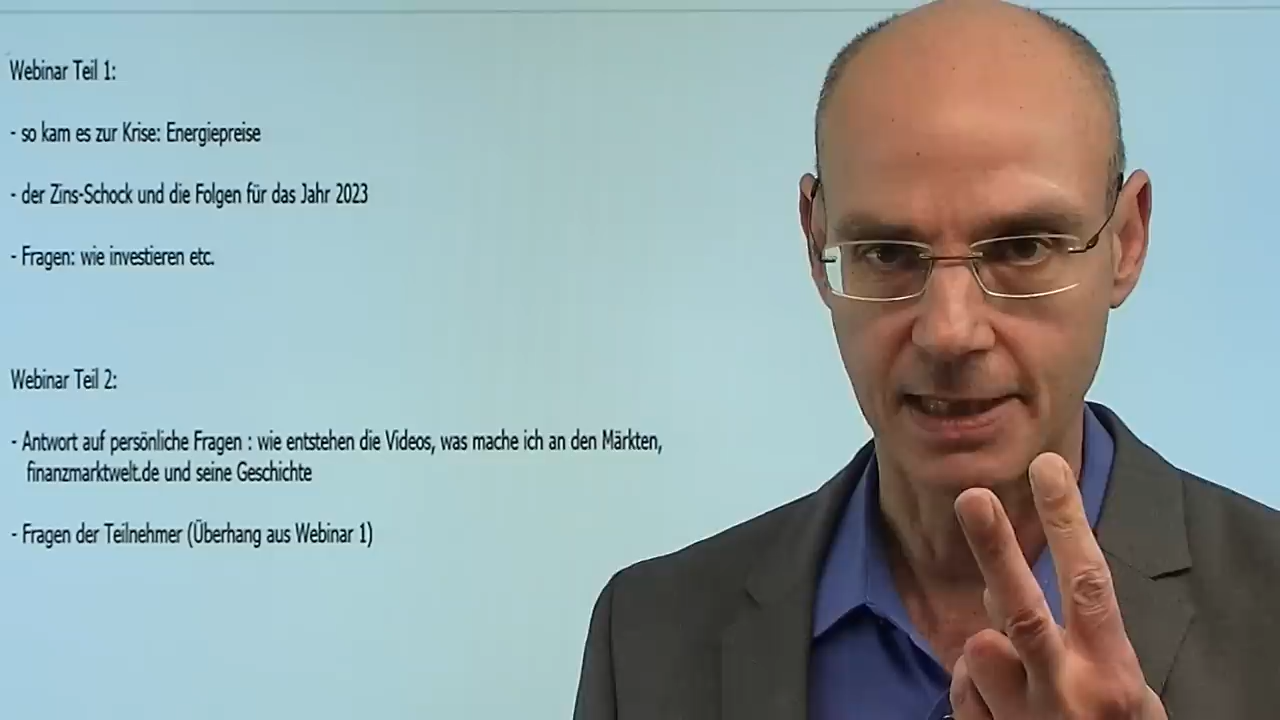 Webinar Teil 1:
- so kam es zur Krise: Energiepreise
- der Zins-Schock und die Folgen für das Jahr 2023
- Fragen: wie investieren etc.
Webinar Teil 2:
- Antwort auf persönliche Fragen : wie entstehen die Videos, was mache ich an den Märkten,
finanzmarktwelt.de und seine Geschichte
- Fragen der Teilnehmer (Überhang aus Webinar 1)